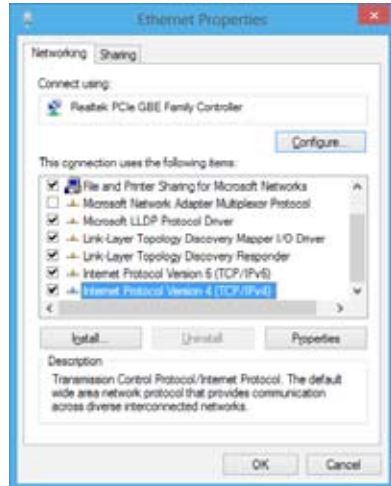 Ethernet Properties
Networking
Sharing
Connect using:
Realtek PCIe GBE Family Controller
Configure...
This connection uses the following items:
File and Printer Sharing for Microsoft Networks
Microsoft Network Adapter Multiplexor Protocol
Microsoft LLDP Protocol Driver
Link-Layer Topology Discovery Mapper I/O Driver
Link-Layer Topology Discovery Responder
Internet Protocol Version 6 (TCP/IPv6)
Internet Protocol Version 4 (TCP/IPv4)
Install...
Uninstall
Properties
Description
Transmission Control Protocol/Internet Protocol. The default
wide area network protocol that provides communication
across diverse interconnected networks.
OK
Cancel